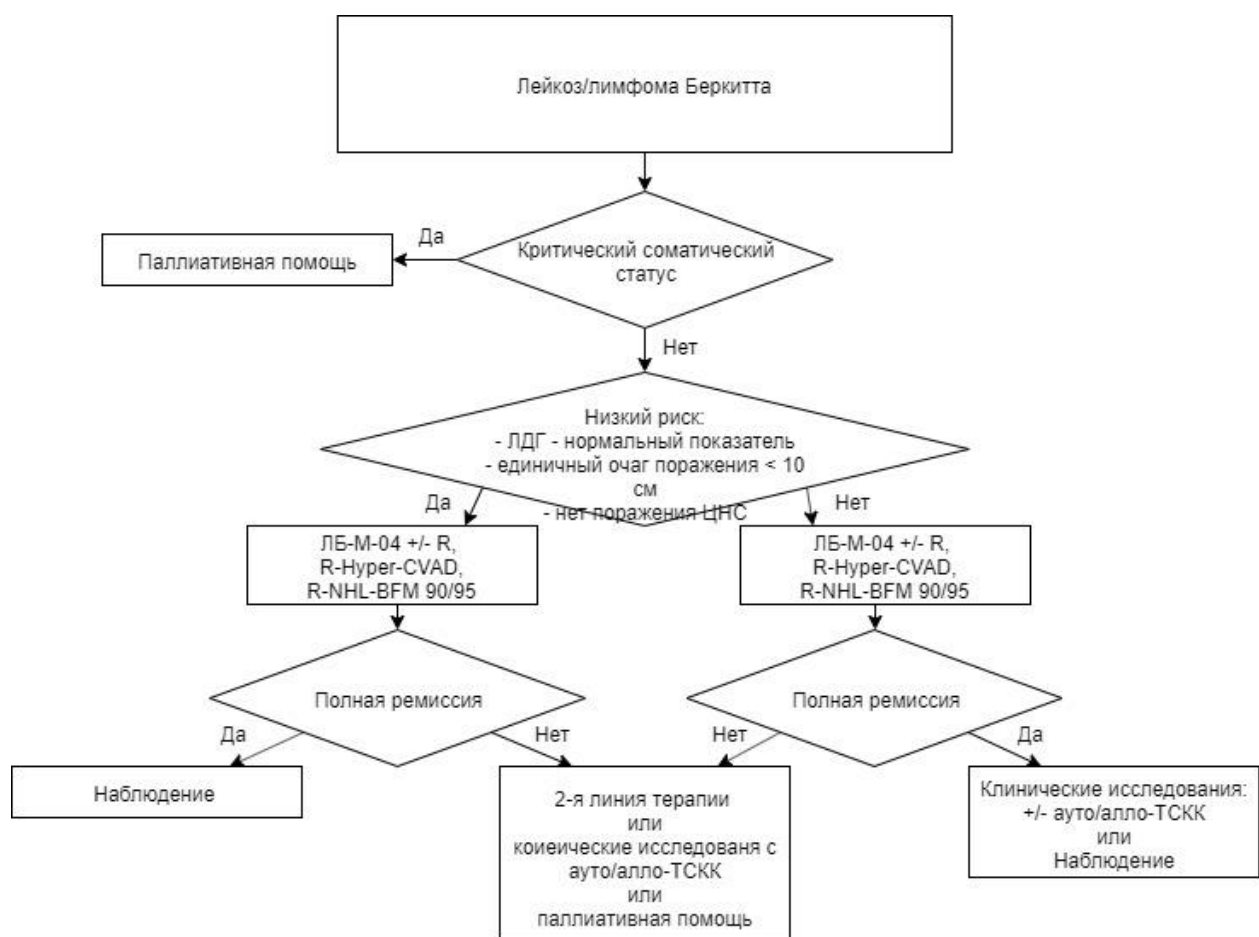 Лейкоз/лимфома Беркитта
Критический соматический
статус
Да
Паллиативная помощь
Нет
Низкий риск:
- ЛДГ - нормальный показатель
- единичный очаг поражения < 10
см
- нет поражения ЦНС
Да
Нет
ЛБ-М-04 +/- R,
R-Hyper-CVAD,
R-NHL-BFM 90/95
ЛБ-М-04 +/- R,
R-Hyper-CVAD,
R-NHL-BFM 90/95
Полная ремиссия
Полная ремиссия
Да
Нет
Нет
Да
Наблюдение
2-я линия терапии
или
коиеические исследованя с
ауто/алло-ТСКК
или
паллиативная помощь
Клинические исследования:
+/- ауто/алло-ТСКК
или
Наблюдение